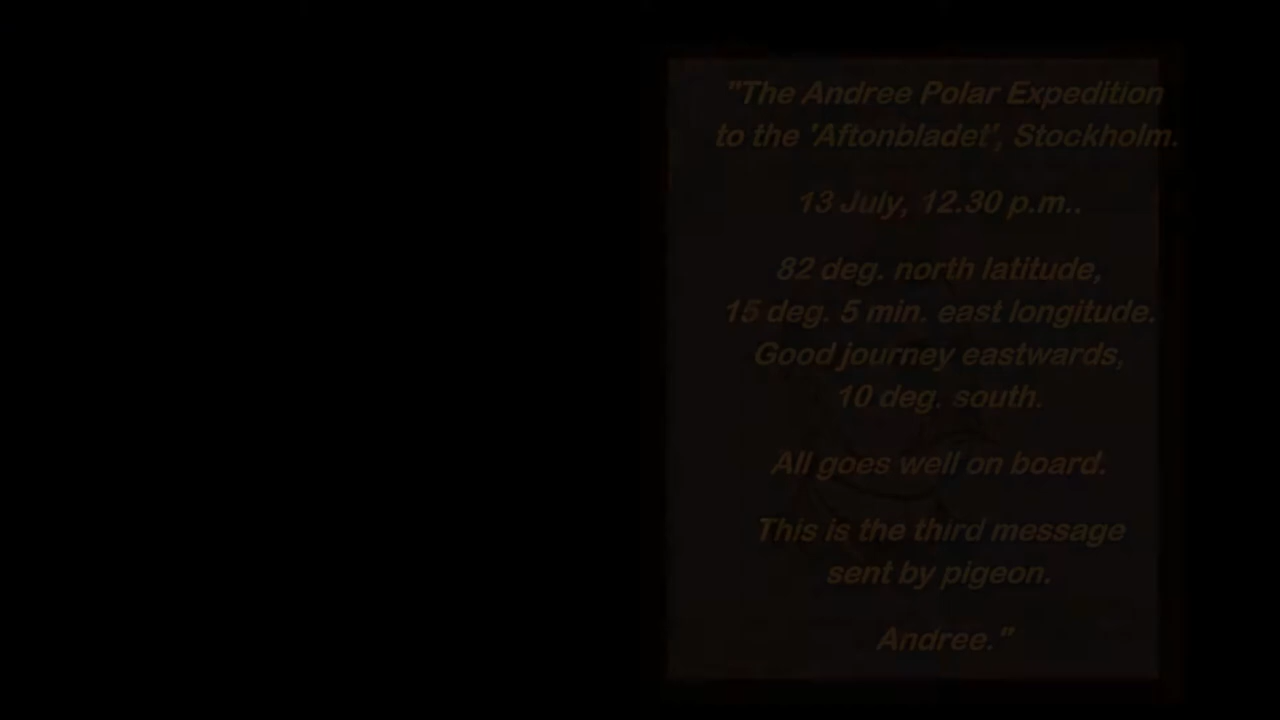 "The Andree Polar Expedition
to the 'Aftonbladet', Stockholm.
13 July, 12.30 p.m..
82 deg. north latitude,
15 deg. 5 min. east longitude.
Good journey eastwards,
10 deg. south.
All goes well on board.
This is the third message
sent by pigeon.
Andree."